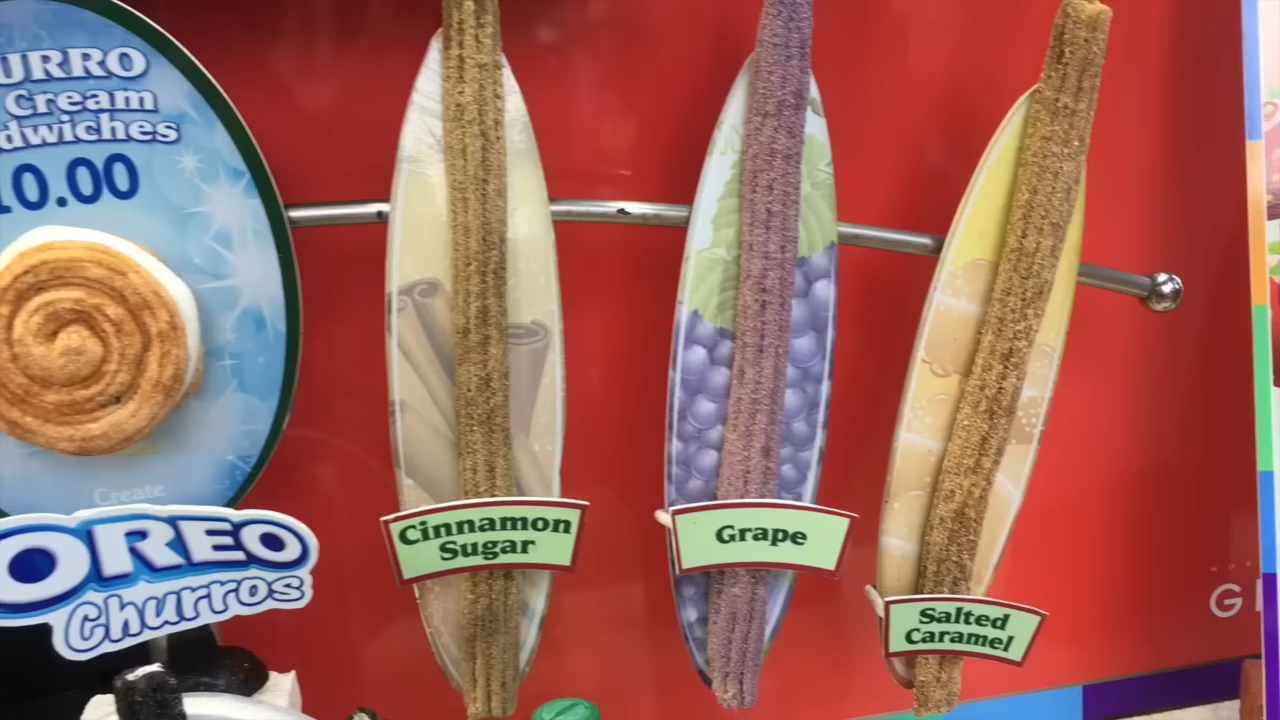 URRO
Cream
dwiches
10.00
Create
OREO
Churros
Cinnamon
Sugar
Grape
Salted
Caramel